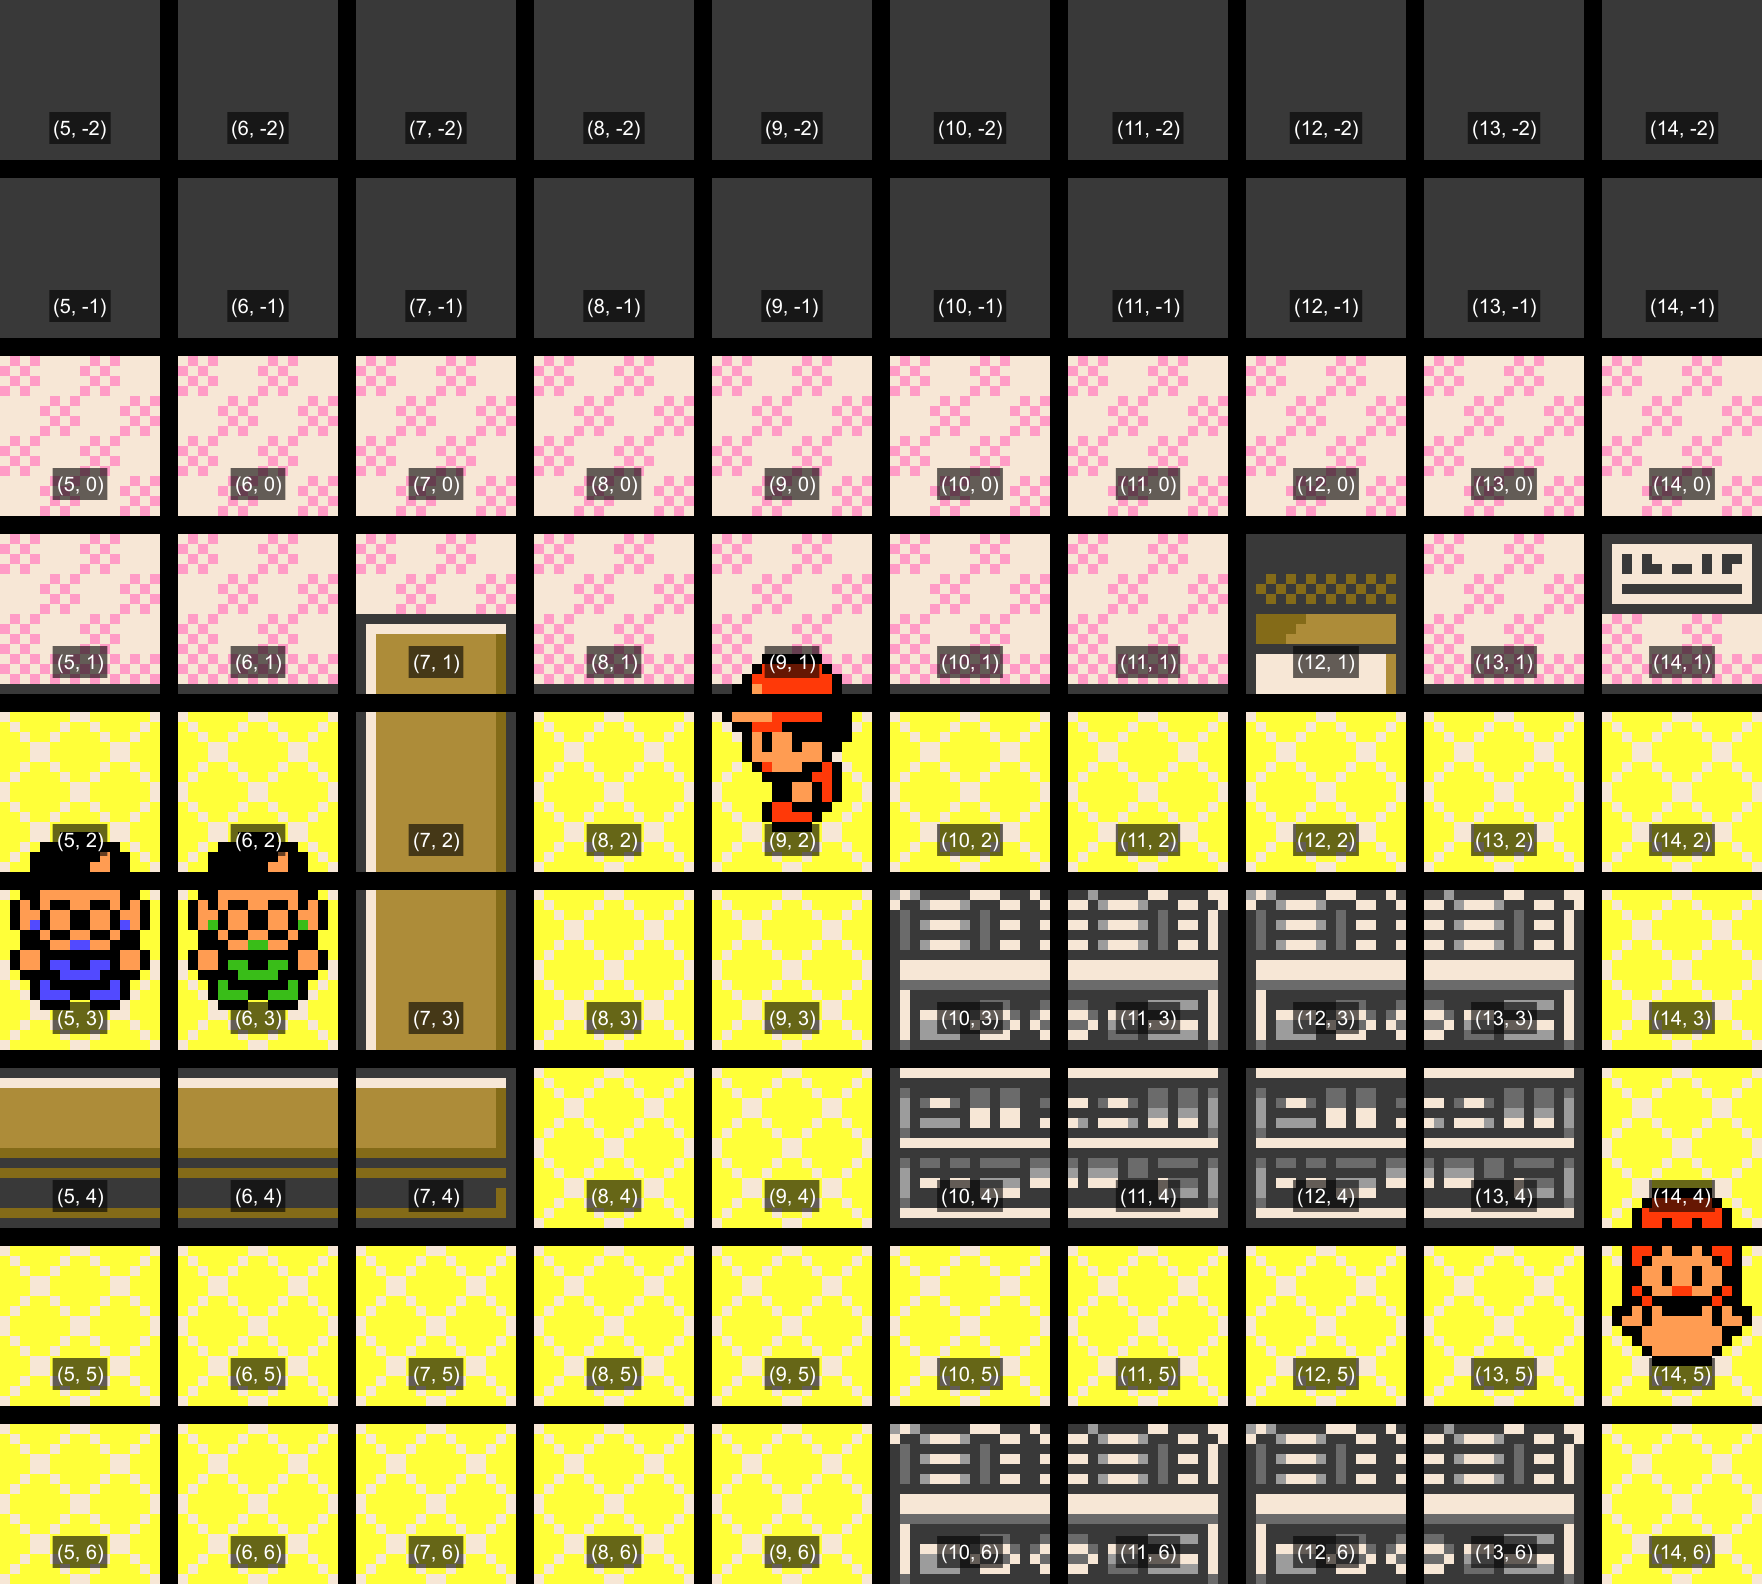 (5, -2) (6, -2) (7, -2) (8, -2) (9, -2) (10, -2) (11, -2) (12, -2) (13, -2) (14, -2)
(5, -1) (6, -1) (7, -1) (8, -1) (9, -1) (10, -1) (11, -1) (12, -1) (13, -1) (14, -1)
(5, 0) (6, 0) (7, 0) (8, 0) (9, 0) (10, 0) (11, 0) (12, 0) (13, 0) (14, 0)
(5, 1) (6, 1) (7, 1) (8, 1) (9, 1) (10, 1) (11, 1) (12, 1) (13, 1) (14, 1)
(5, 2) (6, 2) (7, 2) (8, 2) (9, 2) (10, 2) (11, 2) (12, 2) (13, 2) (14, 2)
(5, 3) (6, 3) (7, 3) (8, 3) (9, 3) (10, 3) (11, 3) (12, 3) (13, 3) (14, 3)
(5, 4) (6, 4) (7, 4) (8, 4) (9, 4) (10, 4) (11, 4) (12, 4) (13, 4) (14, 4)
(5, 5) (6, 5) (7, 5) (8, 5) (9, 5) (10, 5) (11, 5) (12, 5) (13, 5) (14, 5)
(5, 6) (6, 6) (7, 6) (8, 6) (9, 6) (10, 6) (11, 6) (12, 6) (13, 6) (14, 6)